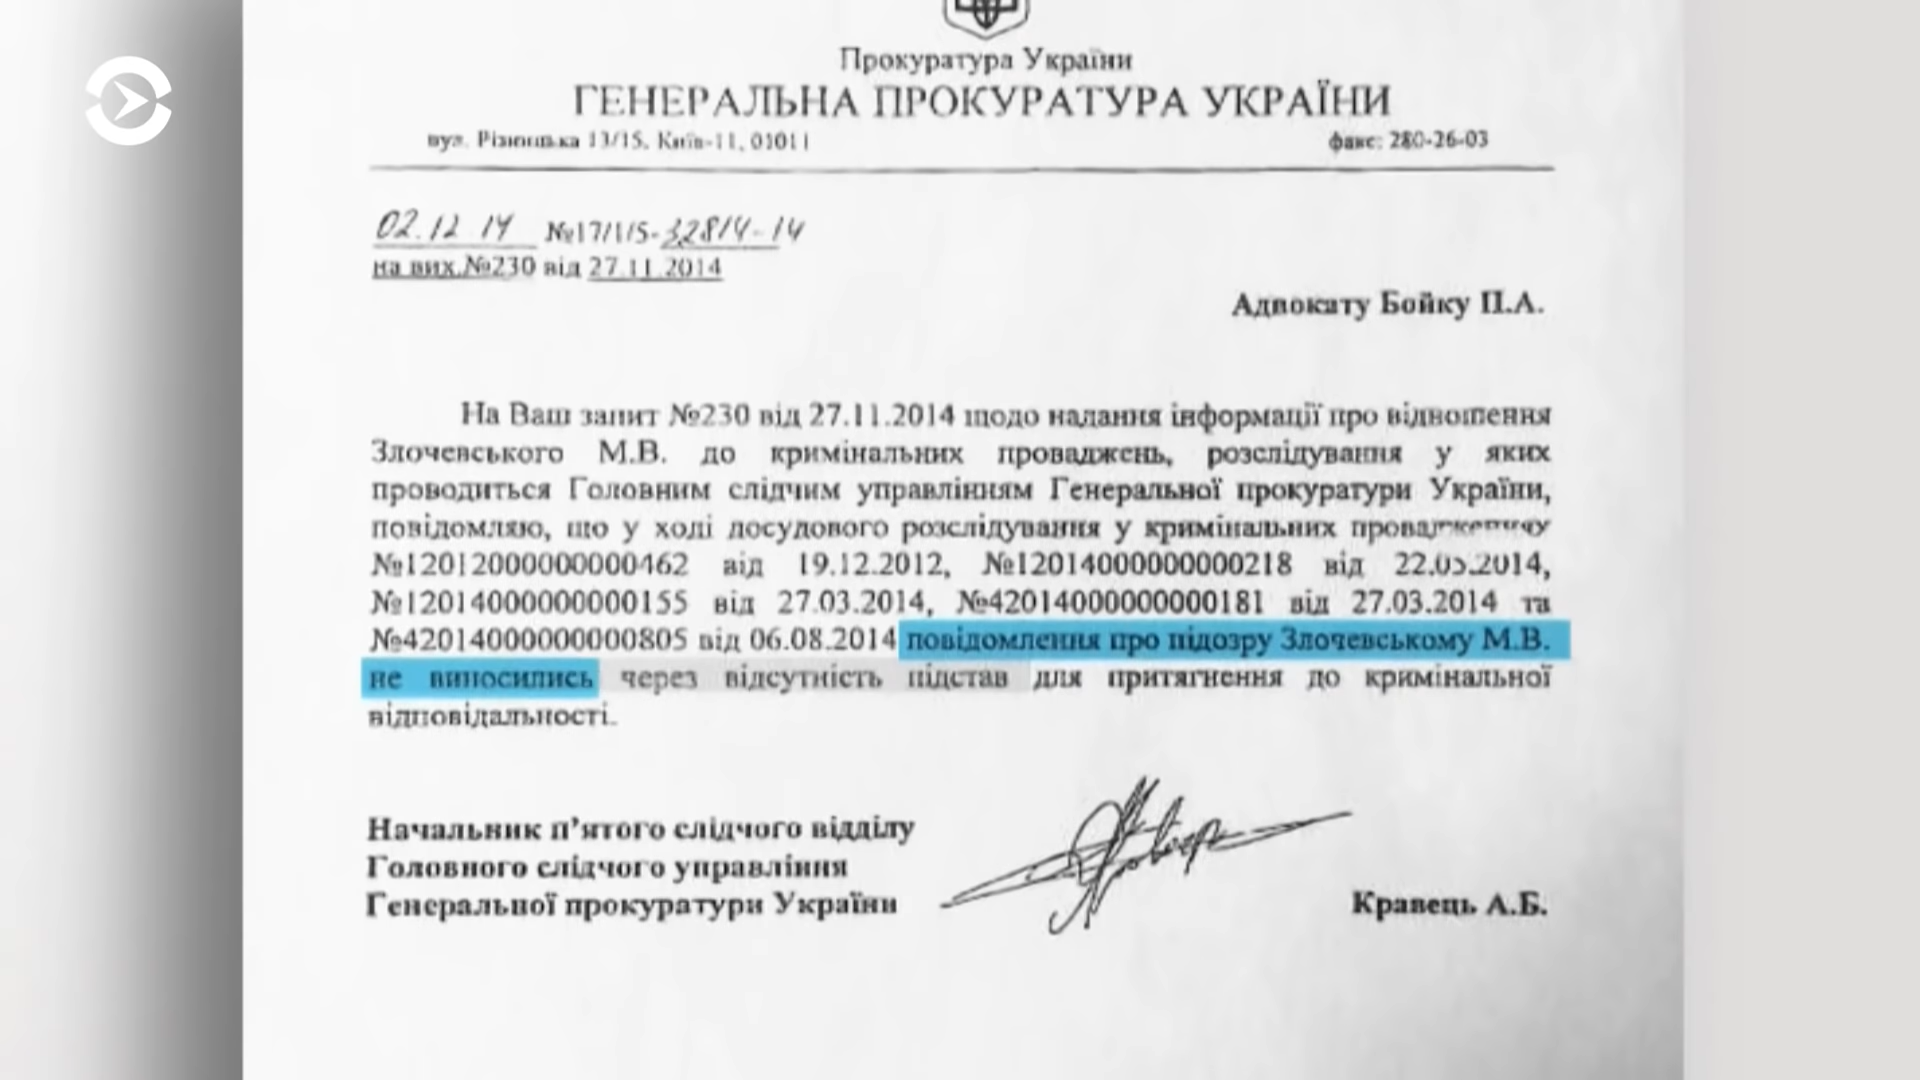 Прокуратура України
ГЕНЕРАЛЬНА ПРОКУРАТУРА УКРАЇНИ
вул. Різницька 13/15, Київ-11, 01011
факс: 280-26-03
02.12.14 №17/1/5-32814-14
на вих.№230 від 27.11.2014
Адвокату Бойку П.А.
На Ваш запит №230 від 27.11.2014 щодо надання інформації про відношення
Злочевського М.В. до кримінальних проваджень, розслідування у яких
проводиться Головним слідчим управлінням Генеральної прокуратури України,
повідомляю, що у ході досудового розслідування у кримінальних
№12012000000000462 від 19.12.2012, №12014000000000218 від 22.05.2014,
№12014000000000155 від 27.03.2014, №42014000000000181 від 27.03.2014 та
№42014000000000805 від 06.08.2014 повідомлення про підозру Злочевському М.В.
не виносились через відсутність підстав для притягнення до кримінальної
відповідальності.
Начальник п’ятого слідчого відділу
Головного слідчого управління
Генеральної прокуратури України
Кравець А.Б.